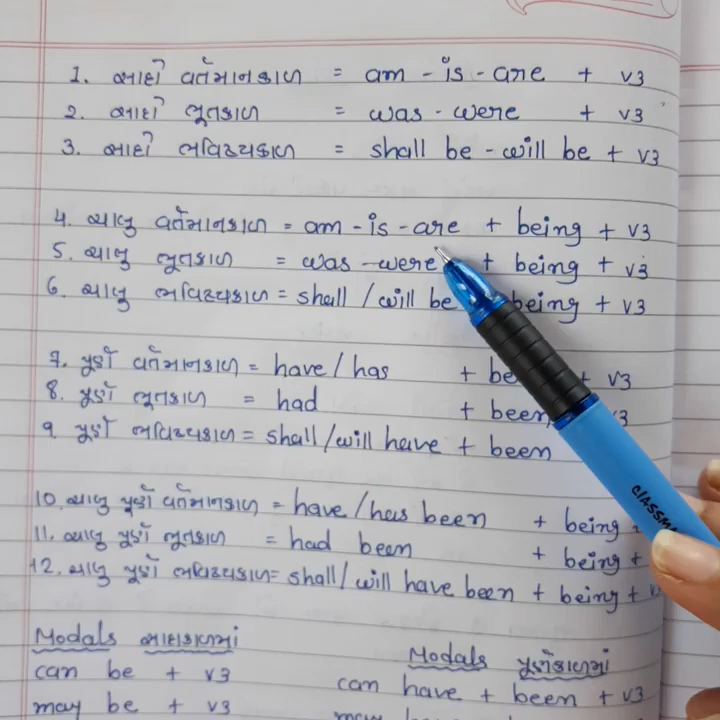 1. સાદો વર્તમાનકાળ = am - is - are + v3
2. સાદો ભૂતકાળ = was - were + v3
3. સાદો ભવિષ્યકાળ = shall be - will be + v3
4. ચાલુ વર્તમાનકાળ = am - is - are + being + v3
5. ચાલુ ભૂતકાળ = was - were + being + v3
6. ચાલુ ભવિષ્યકાળ = shall / will be being + v3
7. પૂર્ણ વર્તમાનકાળ = have / has + be + v3
8. પૂર્ણ ભૂતકાળ = had + been
9. પૂર્ણ ભવિષ્યકાળ = shall / will have + been
10. ચાલુ પૂર્ણ વર્તમાનકાળ = have / has been + being +
11. ચાલુ પૂર્ણ ભૂતકાળ = had been + being +
12. ચાલુ પૂર્ણ ભવિષ્યકાળ = shall / will have been + being +
Modals સાદાકાળમાં
can be + v3
may be + v3
Modals પૂર્ણકાળમાં
can have + been + v3
CLASSM